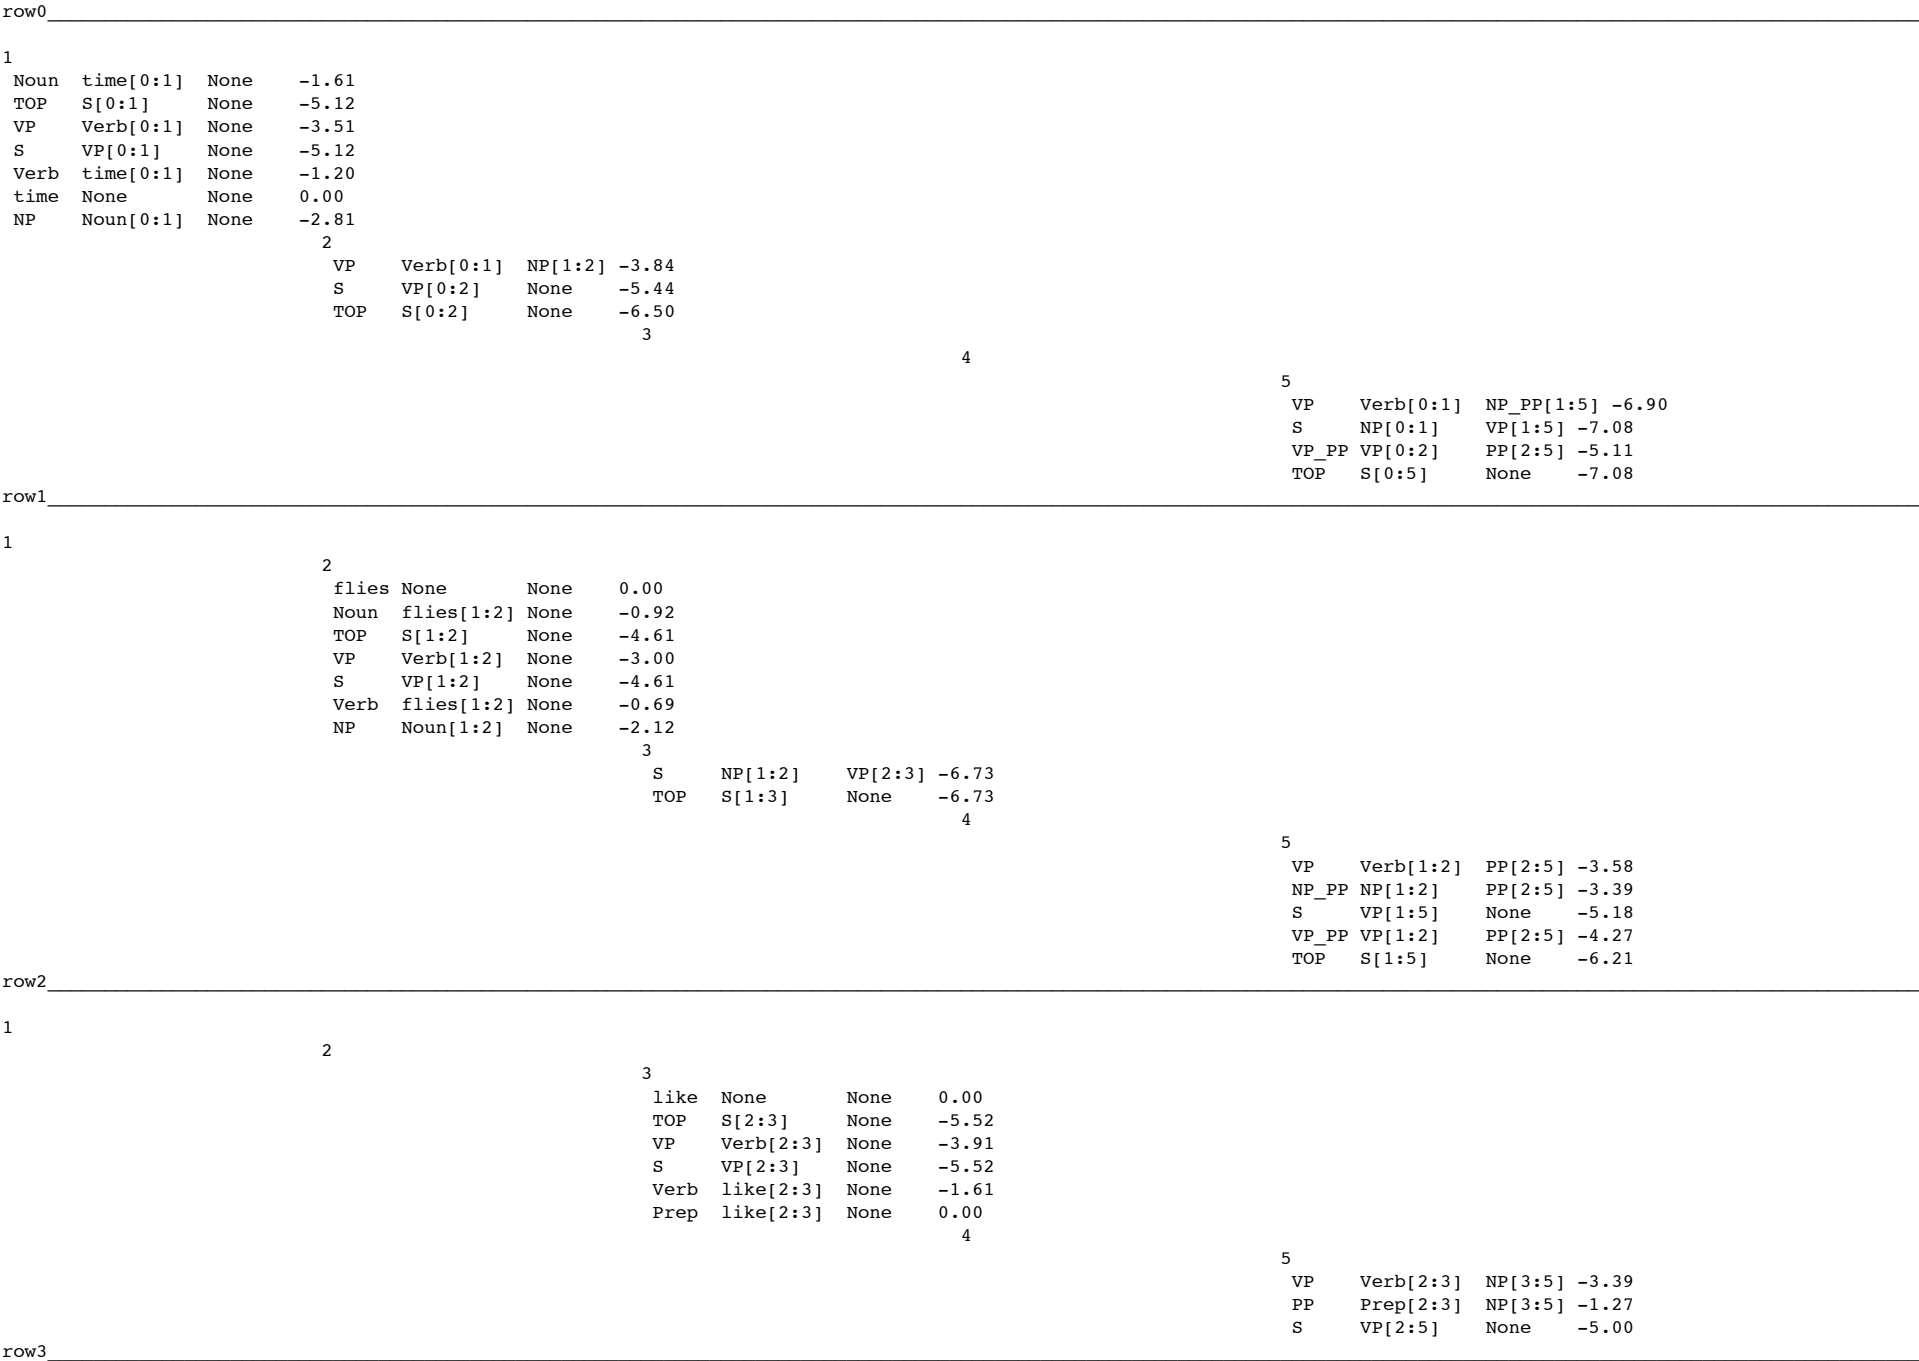 row0
1
Noun time[0:1] None -1.61
TOP S[0:1] None -5.12
VP Verb[0:1] None -3.51
S VP[0:1] None -5.12
Verb time[0:1] None -1.20
time None None 0.00
NP Noun[0:1] None -2.81
2
VP Verb[0:1] NP[1:2] -3.84
S VP[0:2] None -5.44
TOP S[0:2] None -6.50
3
4
5
VP Verb[0:1] NP_PP[1:5] -6.90
S NP[0:1] VP[1:5] -7.08
VP_PP VP[0:2] PP[2:5] -5.11
TOP S[0:5] None -7.08
row1
1
2
flies None None 0.00
Noun flies[1:2] None -0.92
TOP S[1:2] None -4.61
VP Verb[1:2] None -3.00
S VP[1:2] None -4.61
Verb flies[1:2] None -0.69
NP Noun[1:2] None -2.12
3
S NP[1:2] VP[2:3] -6.73
TOP S[1:3] None -6.73
4
5
VP Verb[1:2] PP[2:5] -3.58
NP_PP NP[1:2] PP[2:5] -3.39
S VP[1:5] None -5.18
VP_PP VP[1:2] PP[2:5] -4.27
TOP S[1:5] None -6.21
row2
1
2
3
like None None 0.00
TOP S[2:3] None -5.52
VP Verb[2:3] None -3.91
S VP[2:3] None -5.52
Verb like[2:3] None -1.61
Prep like[2:3] None 0.00
4
5
VP Verb[2:3] NP[3:5] -3.39
PP Prep[2:3] NP[3:5] -1.27
S VP[2:5] None -5.00
row3